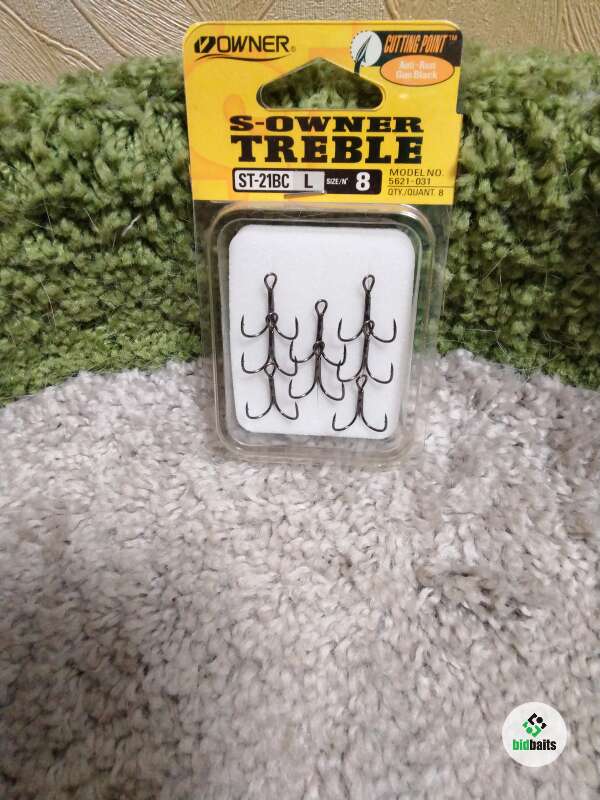 OWNER®
CUTTING POINT™
Anti-Rust
Gun Black
S-OWNER
TREBLE
ST-21BC L SIZE/N° 8
MODEL NO.
5621-031
QTY./QUANT. 8
bidbaits